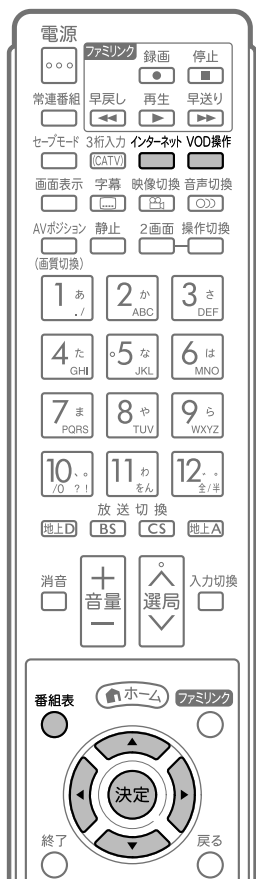 電源
ファミリンク 録画 停止
常連番組 早戻し 再生 早送り
セーブモード 3桁入力 インターネット VOD操作
(CATV)
画面表示 字幕 映像切換 音声切換
AVポジション 静止 2画面 操作切換
(画質切換)
1 あ ./ 2 か ABC 3 さ DEF
4 た GHI 5 な JKL 6 は MNO
7 ま PQRS 8 や TUV 9 ら WXYZ
10 、。 /0 ?! 11 わ をん 12 ゛゜ 全/半
放送切換
地上D BS CS 地上A
消音 + 音量 − 選局 入力切換
番組表 ホーム ファミリンク
決定
終了 戻る